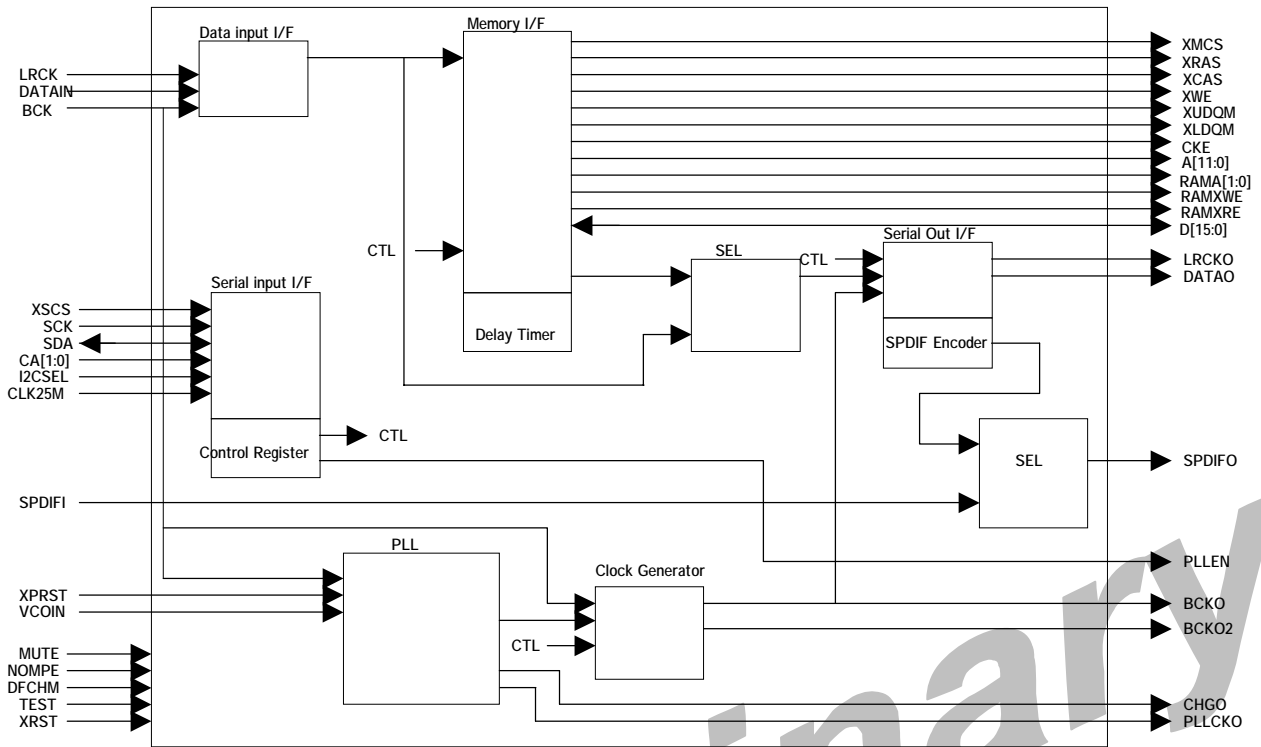 Data input I/F
Memory I/F
LRCK
DATAIN
BCK
XMCS
XRAS
XCAS
XWE
XUDQM
XLDQM
CKE
A[11:0]
RAMA[1:0]
RAMXWE
RAMXRE
D[15:0]
CTL
SEL
CTL
Serial Out I/F
LRCKO
DATAO
Serial input I/F
XSCS
SCK
SDA
CA[1:0]
I2CSEL
CLK25M
Delay Timer
SPDIF Encoder
CTL
Control Register
SEL
SPDIFO
SPDIFI
PLL
Clock Generator
PLLEN
XPRST
VCOIN
BCKO
BCKO2
CTL
MUTE
NOMPE
DFCHM
TEST
XRST
CHGO
PLLCKO
inary